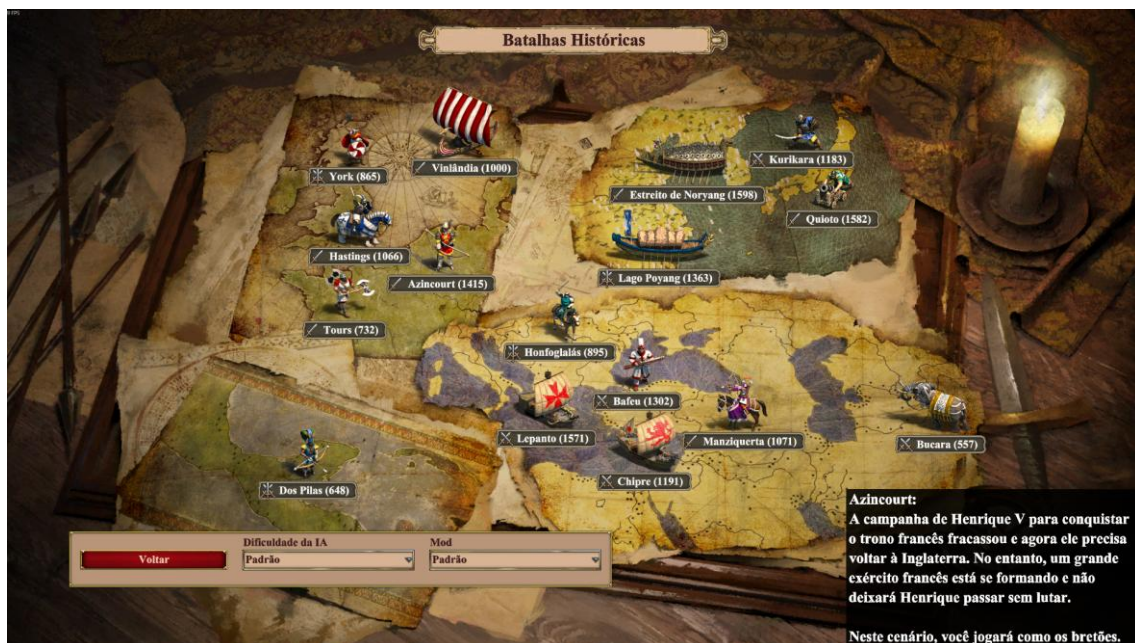 Batalhas Históricas
York (865)
Vinlândia (1000)
Hastings (1066)
Azincourt (1415)
Tours (732)
Kurikara (1183)
Estreito de Noryang (1598)
Quioto (1582)
Lago Poyang (1363)
Honfoglalás (895)
Bafeu (1302)
Lepanto (1571)
Manziquerta (1071)
Bucara (557)
Chipre (1191)
Dos Pilas (648)
Voltar
Dificuldade da IA
Padrão
Mod
Padrão
Azincourt:
A campanha de Henrique V para conquistar
o trono francês fracassou e agora ele precisa
voltar à Inglaterra. No entanto, um grande
exército francês está se formando e não
deixará Henrique passar sem lutar.
Neste cenário, você jogará como os bretões.